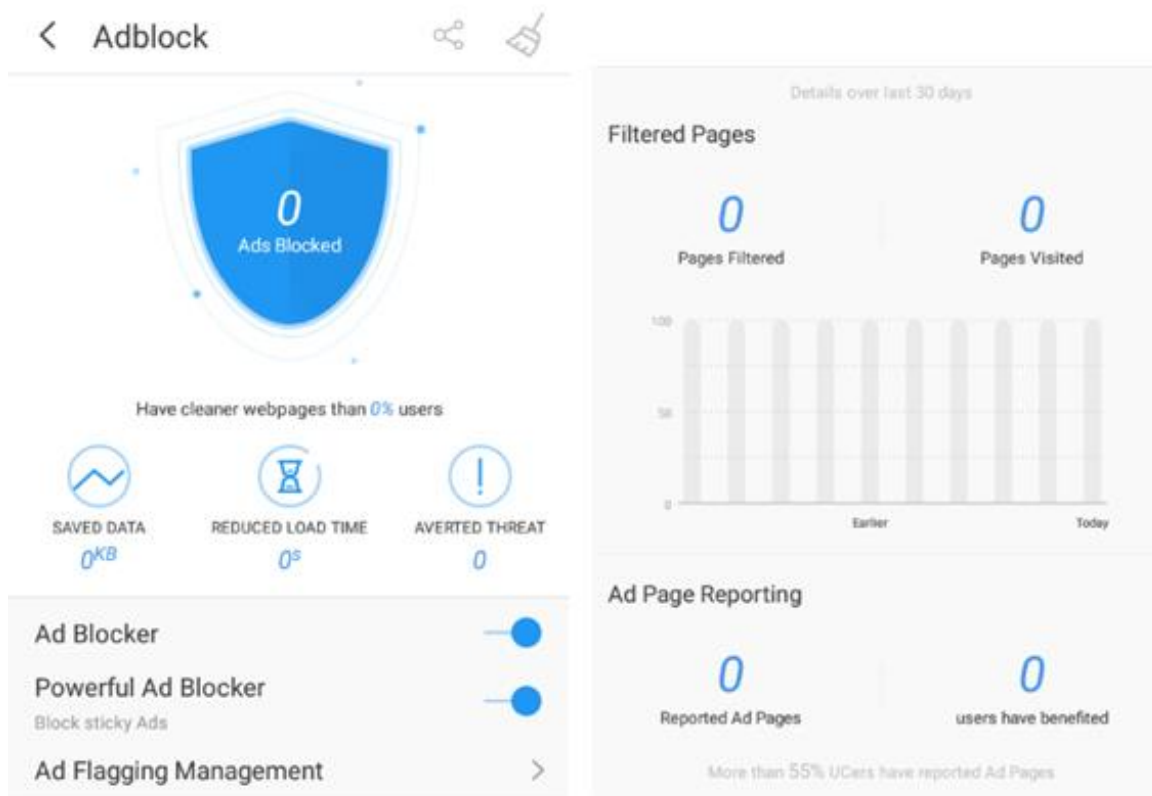 Adblock
0
Ads Blocked
Have cleaner webpages than 0% users
SAVED DATA
0KB
REDUCED LOAD TIME
0s
AVERTED THREAT
0
Ad Blocker
Powerful Ad Blocker
Block sticky Ads
Ad Flagging Management
Details over last 30 days
Filtered Pages
0
Pages Filtered
0
Pages Visited
100
50
0
Earlier
Today
Ad Page Reporting
0
Reported Ad Pages
0
users have benefited
More than 55% UCers have reported Ad Pages